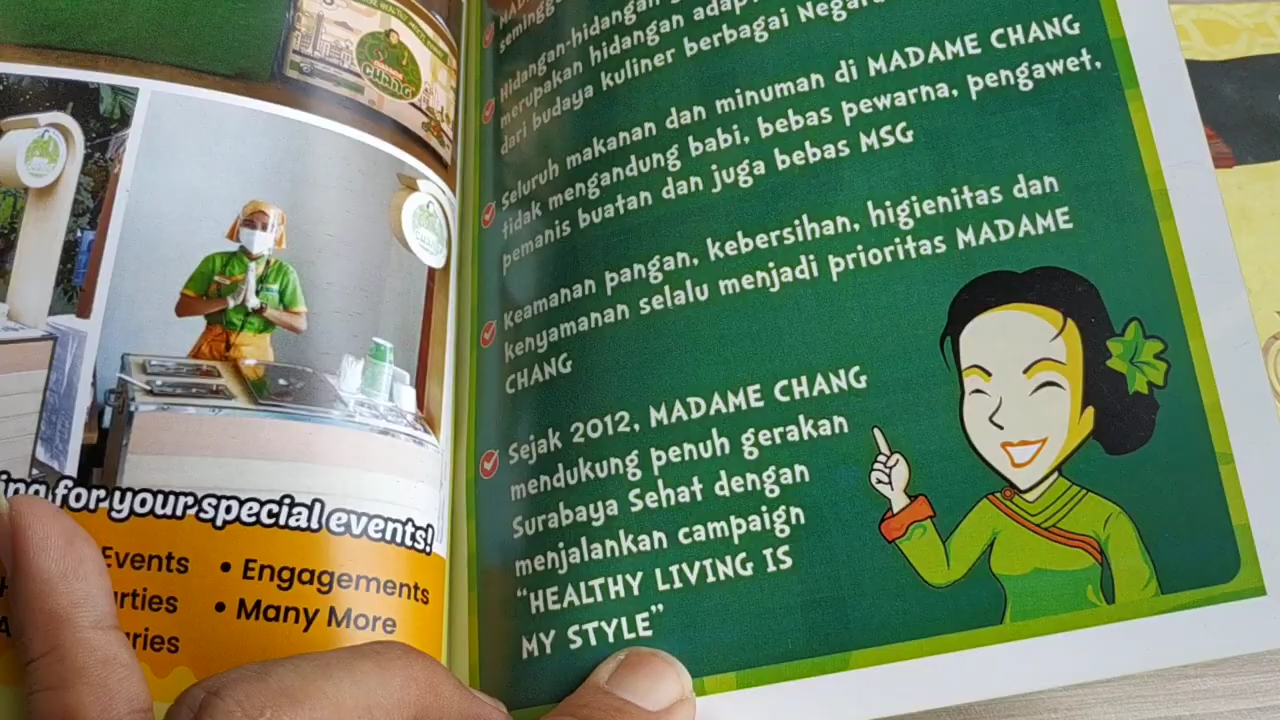 CHANG
for your special events!
Events
• Engagements
• Many More
seminggu
Hidangan-hidangan
merupakan hidangan
dari budaya kuliner berbagai
Seluruh makanan dan minuman di MADAME CHANG
tidak mengandung babi, bebas pewarna, pengawet,
pemanis buatan dan juga bebas MSG
Keamanan pangan, kebersihan, higienitas dan
kenyamanan selalu menjadi prioritas MADAME
CHANG
Sejak 2012, MADAME CHANG
mendukung penuh gerakan
Surabaya Sehat dengan
menjalankan campaign
"HEALTHY LIVING IS
MY STYLE"